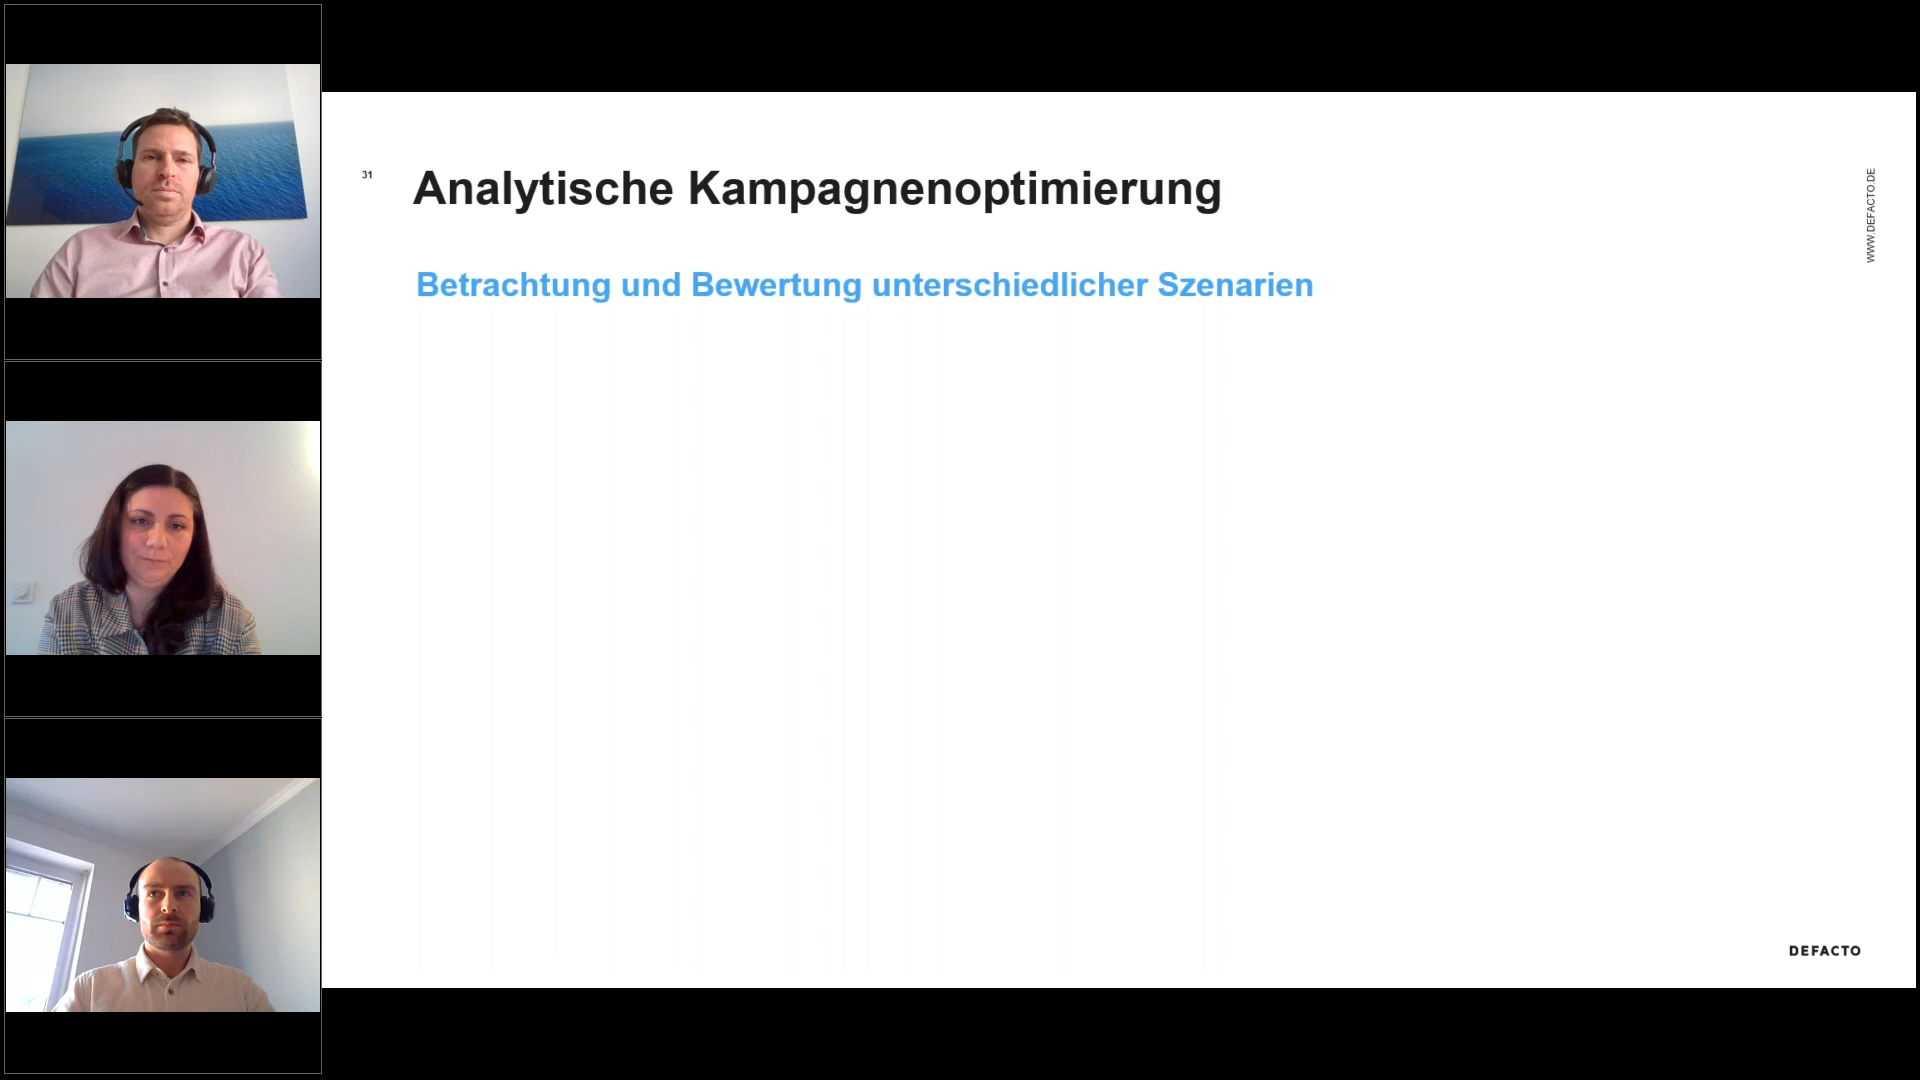 31
Analytische Kampagnenoptimierung
WWW.DEFACTO.DE
Betrachtung und Bewertung unterschiedlicher Szenarien
DEFACTO